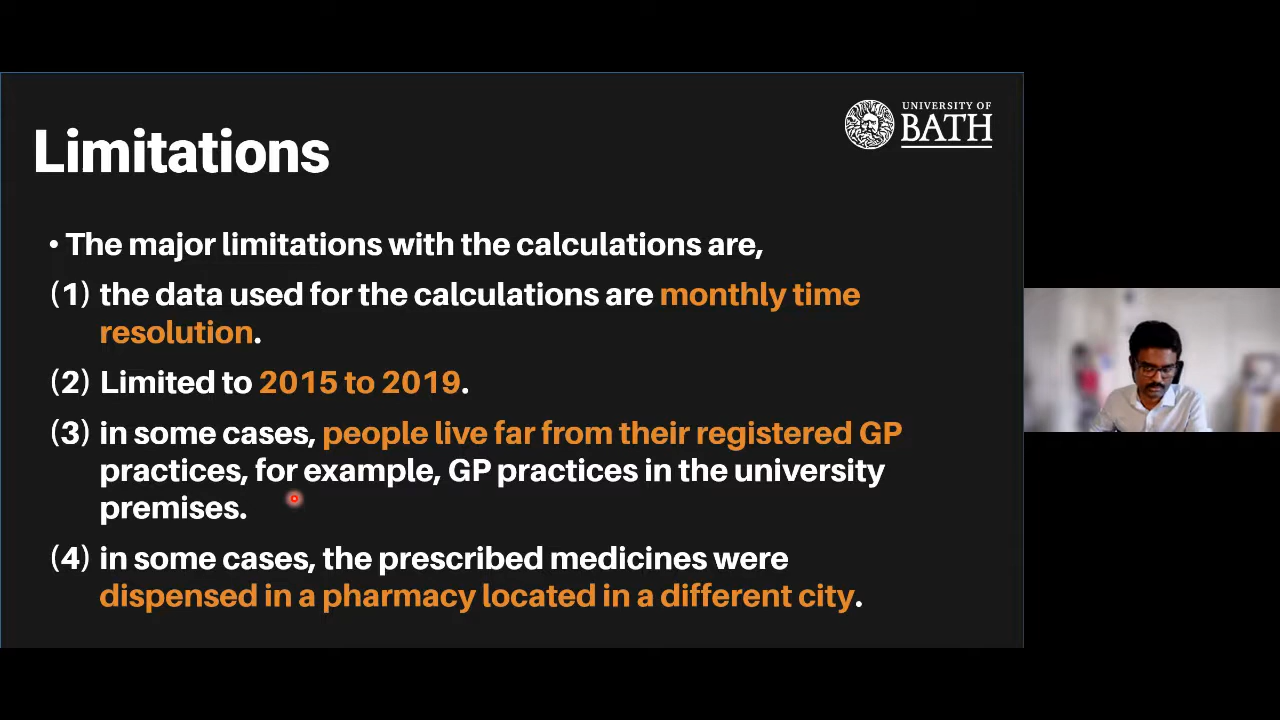 UNIVERSITY OF
BATH
Limitations
• The major limitations with the calculations are,
(1) the data used for the calculations are monthly time
resolution.
(2) Limited to 2015 to 2019.
(3) in some cases, people live far from their registered GP
practices, for example, GP practices in the university
premises.
(4) in some cases, the prescribed medicines were
dispensed in a pharmacy located in a different city.